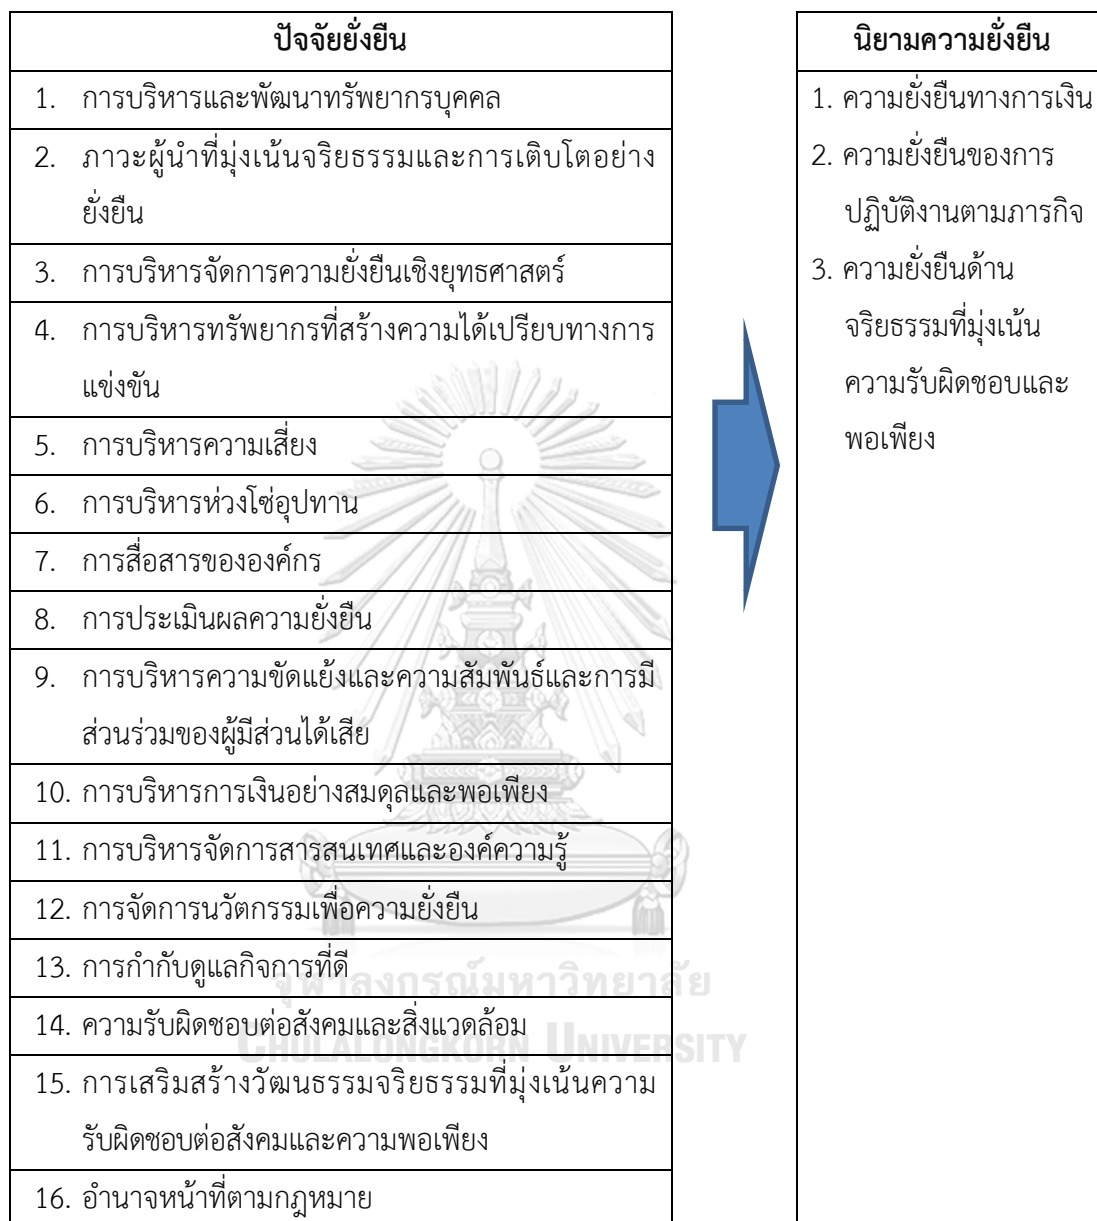 ปัจจัยยั่งยืน
1. การบริหารและพัฒนาทรัพยากรบุคคล
2. ภาวะผู้นำที่มุ่งเน้นจริยธรรมและการเติบโตอย่าง
ยั่งยืน
3. การบริหารจัดการความยั่งยืนเชิงยุทธศาสตร์
4. การบริหารทรัพยากรที่สร้างความได้เปรียบทางการ
แข่งขัน
5. การบริหารความเสี่ยง
6. การบริหารห่วงโซ่อุปทาน
7. การสื่อสารขององค์กร
8. การประเมินผลความยั่งยืน
9. การบริหารความขัดแย้งและความสัมพันธ์และการมี
ส่วนร่วมของผู้มีส่วนได้เสีย
10. การบริหารการเงินอย่างสมดุลและพอเพียง
11. การบริหารจัดการสารสนเทศและองค์ความรู้
12. การจัดการนวัตกรรมเพื่อความยั่งยืน
13. การกำกับดูแลกิจการที่ดี
14. ความรับผิดชอบต่อสังคมและสิ่งแวดล้อม
15. การเสริมสร้างวัฒนธรรมจริยธรรมที่มุ่งเน้นความ
รับผิดชอบต่อสังคมและความพอเพียง
16. อำนาจหน้าที่ตามกฎหมาย
นิยามความยั่งยืน
1. ความยั่งยืนทางการเงิน
2. ความยั่งยืนของการ
ปฏิบัติงานตามภารกิจ
3. ความยั่งยืนด้าน
จริยธรรมที่มุ่งเน้น
ความรับผิดชอบและ
พอเพียง
จุฬาลงกรณ์มหาวิทยาลัย
CHULALONGKORN UNIVERSITY